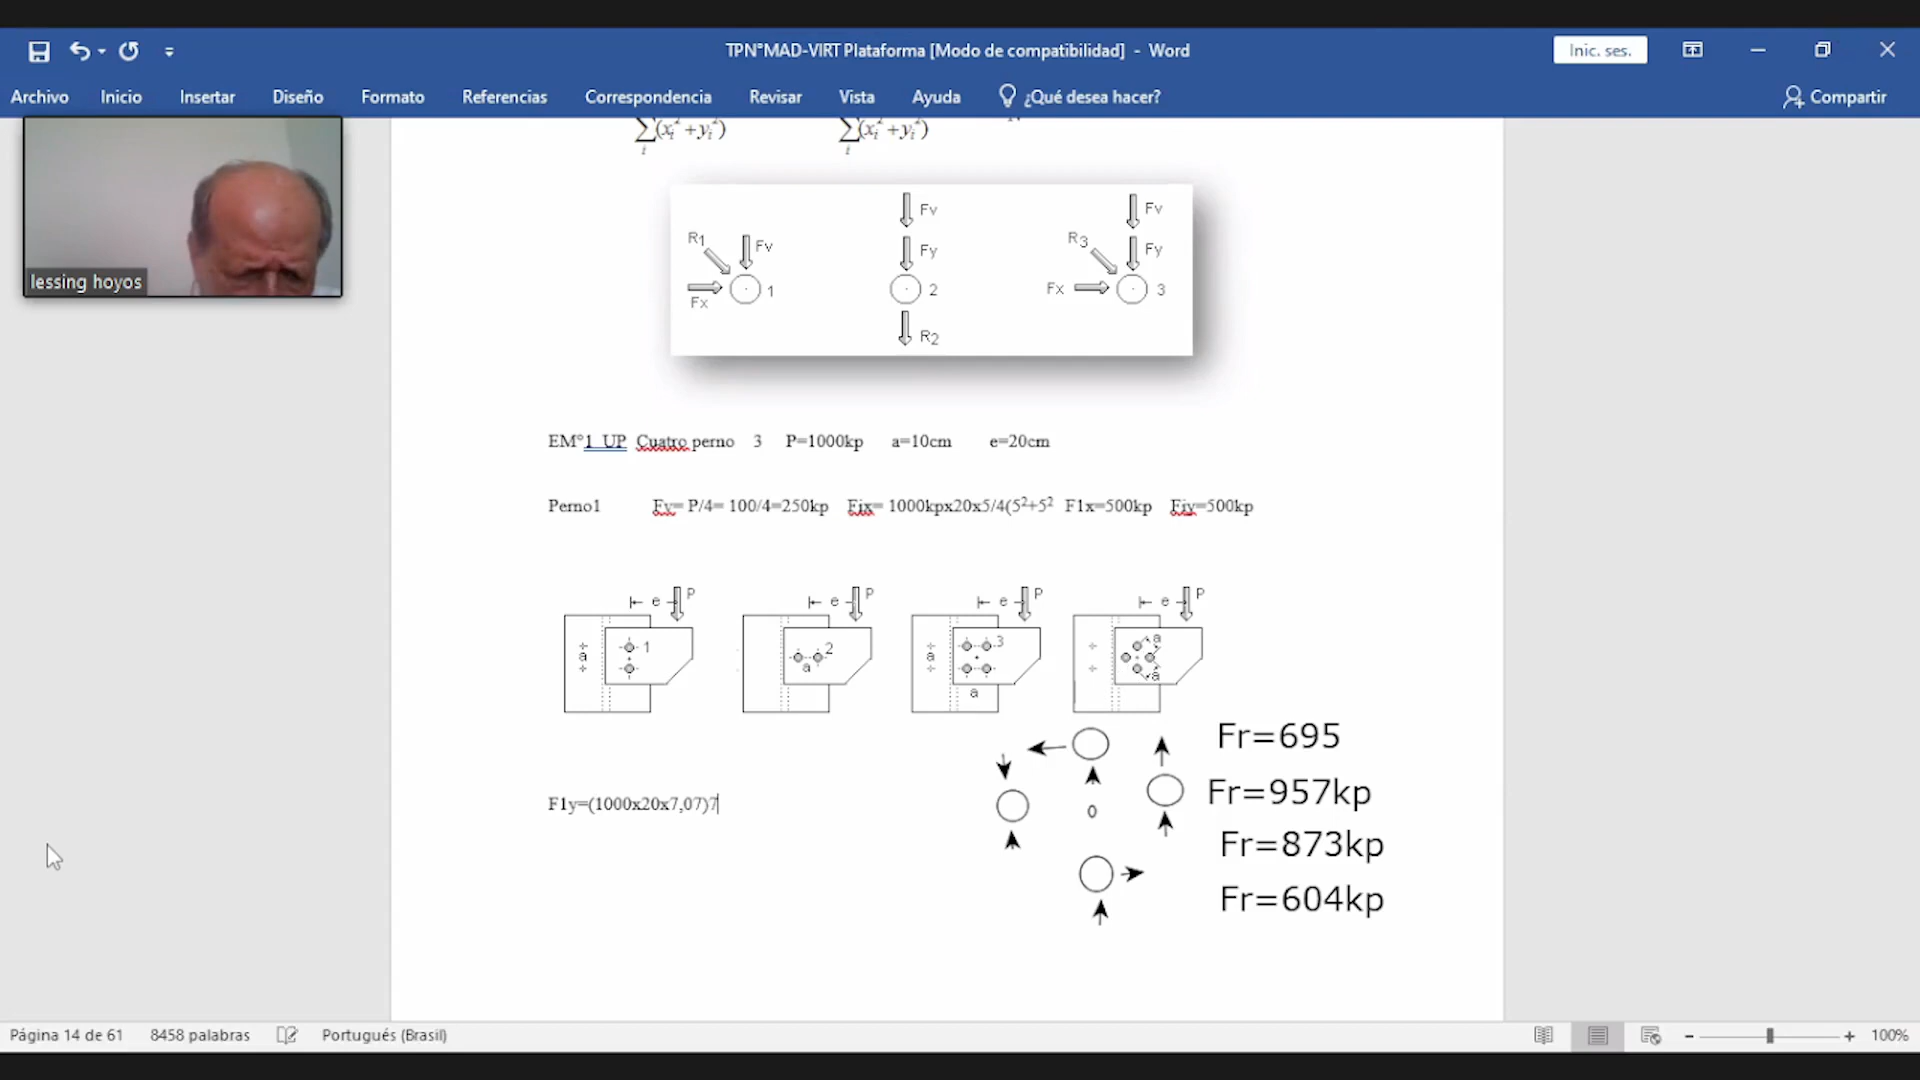 TPN°MAD-VIRT Plataforma [Modo de compatibilidad] - Word
Inic. ses.
Archivo Inicio Insertar Diseño Formato Referencias Correspondencia Revisar Vista Ayuda ¿Qué desea hacer? Compartir
lessing hoyos
∑(xi²+yi²) ∑(xi²+yi²)
i i
Fv Fv
R1 Fv Fy R3 Fy
Fx 1 2 Fx 3
R2
EM°1 UP Cuatro perno 3 P=1000kp a=10cm e=20cm
Perno1 Fv= P/4= 100/4=250kp Fix= 1000kpx20x5/4(5²+5² F1x=500kp Fiy=500kp
e P e P e P e P
a 1 2 a a 3 a a a
Fr=695
Fr=957kp
F1y=(1000x20x7,07)7
Fr=873kp
Fr=604kp
Página 14 de 61 8458 palabras Português (Brasil) 100%